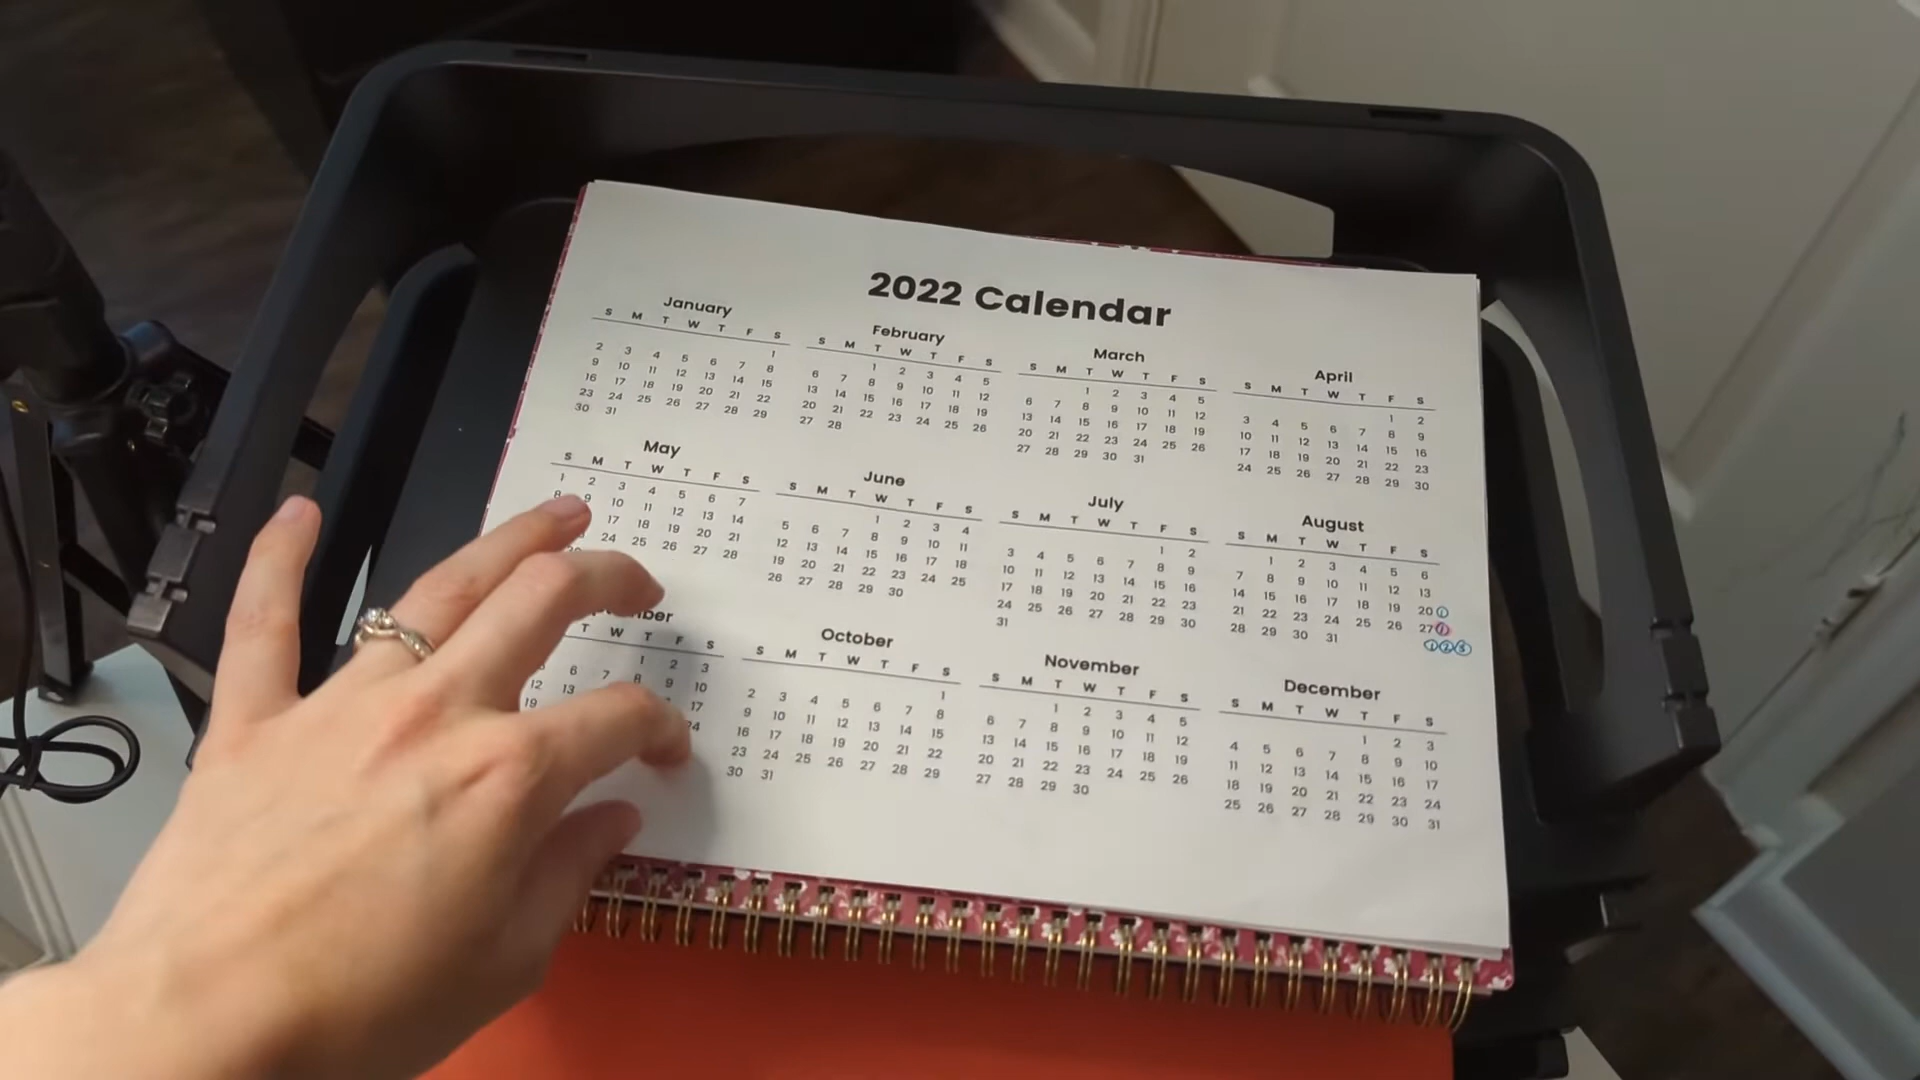 2022 Calendar
January
S M T W T F S
1
2 3 4 5 6 7 8
9 10 11 12 13 14 15
16 17 18 19 20 21 22
23 24 25 26 27 28 29
30 31
February
S M T W T F S
1 2 3 4 5
6 7 8 9 10 11 12
13 14 15 16 17 18 19
20 21 22 23 24 25 26
27 28
March
S M T W T F S
1 2 3 4 5
6 7 8 9 10 11 12
13 14 15 16 17 18 19
20 21 22 23 24 25 26
27 28 29 30 31
April
S M T W T F S
1 2
3 4 5 6 7 8 9
10 11 12 13 14 15 16
17 18 19 20 21 22 23
24 25 26 27 28 29 30
May
S M T W T F S
1 2 3 4 5 6 7
8 9 10 11 12 13 14
17 18 19 20 21
24 25 26 27 28
June
S M T W T F S
1 2 3 4
5 6 7 8 9 10 11
12 13 14 15 16 17 18
19 20 21 22 23 24 25
26 27 28 29 30
July
S M T W T F S
1 2
3 4 5 6 7 8 9
10 11 12 13 14 15 16
17 18 19 20 21 22 23
24 25 26 27 28 29 30
31
August
S M T W T F S
1 2 3 4 5 6
7 8 9 10 11 12 13
14 15 16 17 18 19 20 ①
21 22 23 24 25 26 27 ①
28 29 30 31
①②③
T W T F S
1 2 3
6 7 8 9 10
12 13 17
19 24
October
S M T W T F S
1
2 3 4 5 6 7 8
9 10 11 12 13 14 15
16 17 18 19 20 21 22
23 24 25 26 27 28 29
30 31
November
S M T W T F S
1 2 3 4 5
6 7 8 9 10 11 12
13 14 15 16 17 18 19
20 21 22 23 24 25 26
27 28 29 30
December
S M T W T F S
1 2 3
4 5 6 7 8 9 10
11 12 13 14 15 16 17
18 19 20 21 22 23 24
25 26 27 28 29 30 31